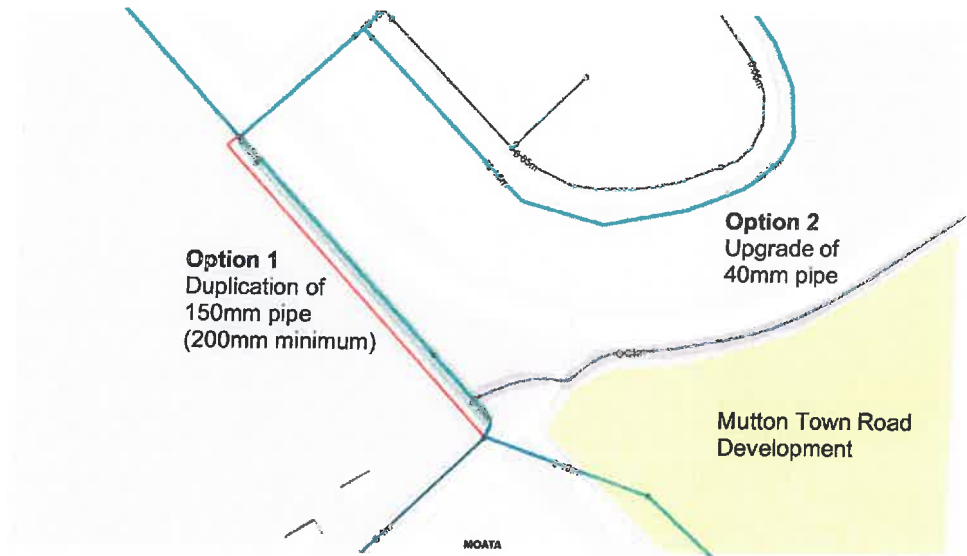 Option 2
Upgrade of
40mm pipe
Option 1
Duplication of
150mm pipe
(200mm minimum)
Mutton Town Road
Development
MOATA